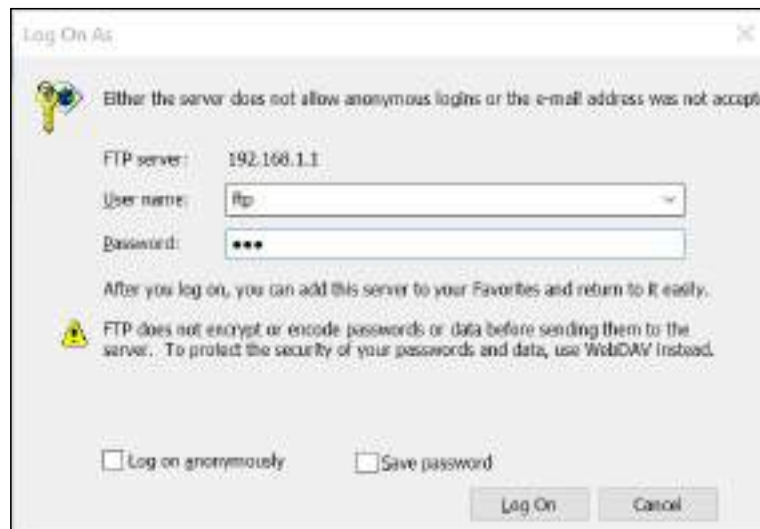 Log On As
Either the server does not allow anonymous logins or the e-mail address was not accept
FTP server: 192.168.1.1
User name: ftp
Password: •••
After you log on, you can add this server to your Favorites and return to it easily.
FTP does not encrypt or encode passwords or data before sending them to the
server. To protect the security of your passwords and data, use WebDAV instead.
Log on anonymously Save password
Log On Cancel